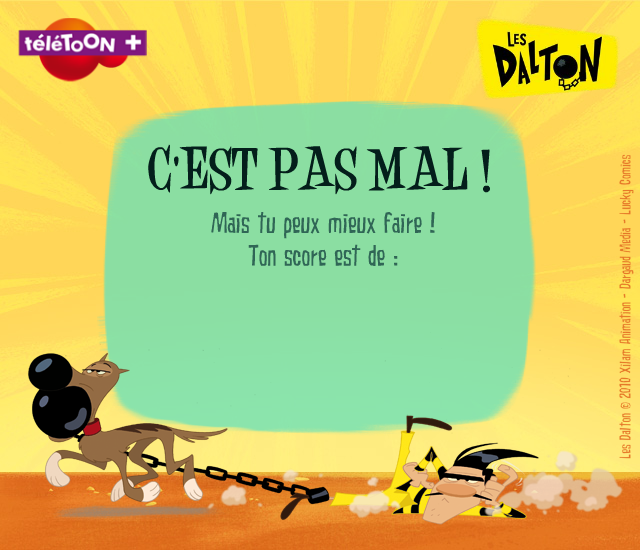 téléTOON +
LES
DALTON
C'EST PAS MAL !
Mais tu peux mieux faire !
Ton score est de :
Les Dalton © 2010 Xilam Animation - Dargaud Media - Lucky Comics